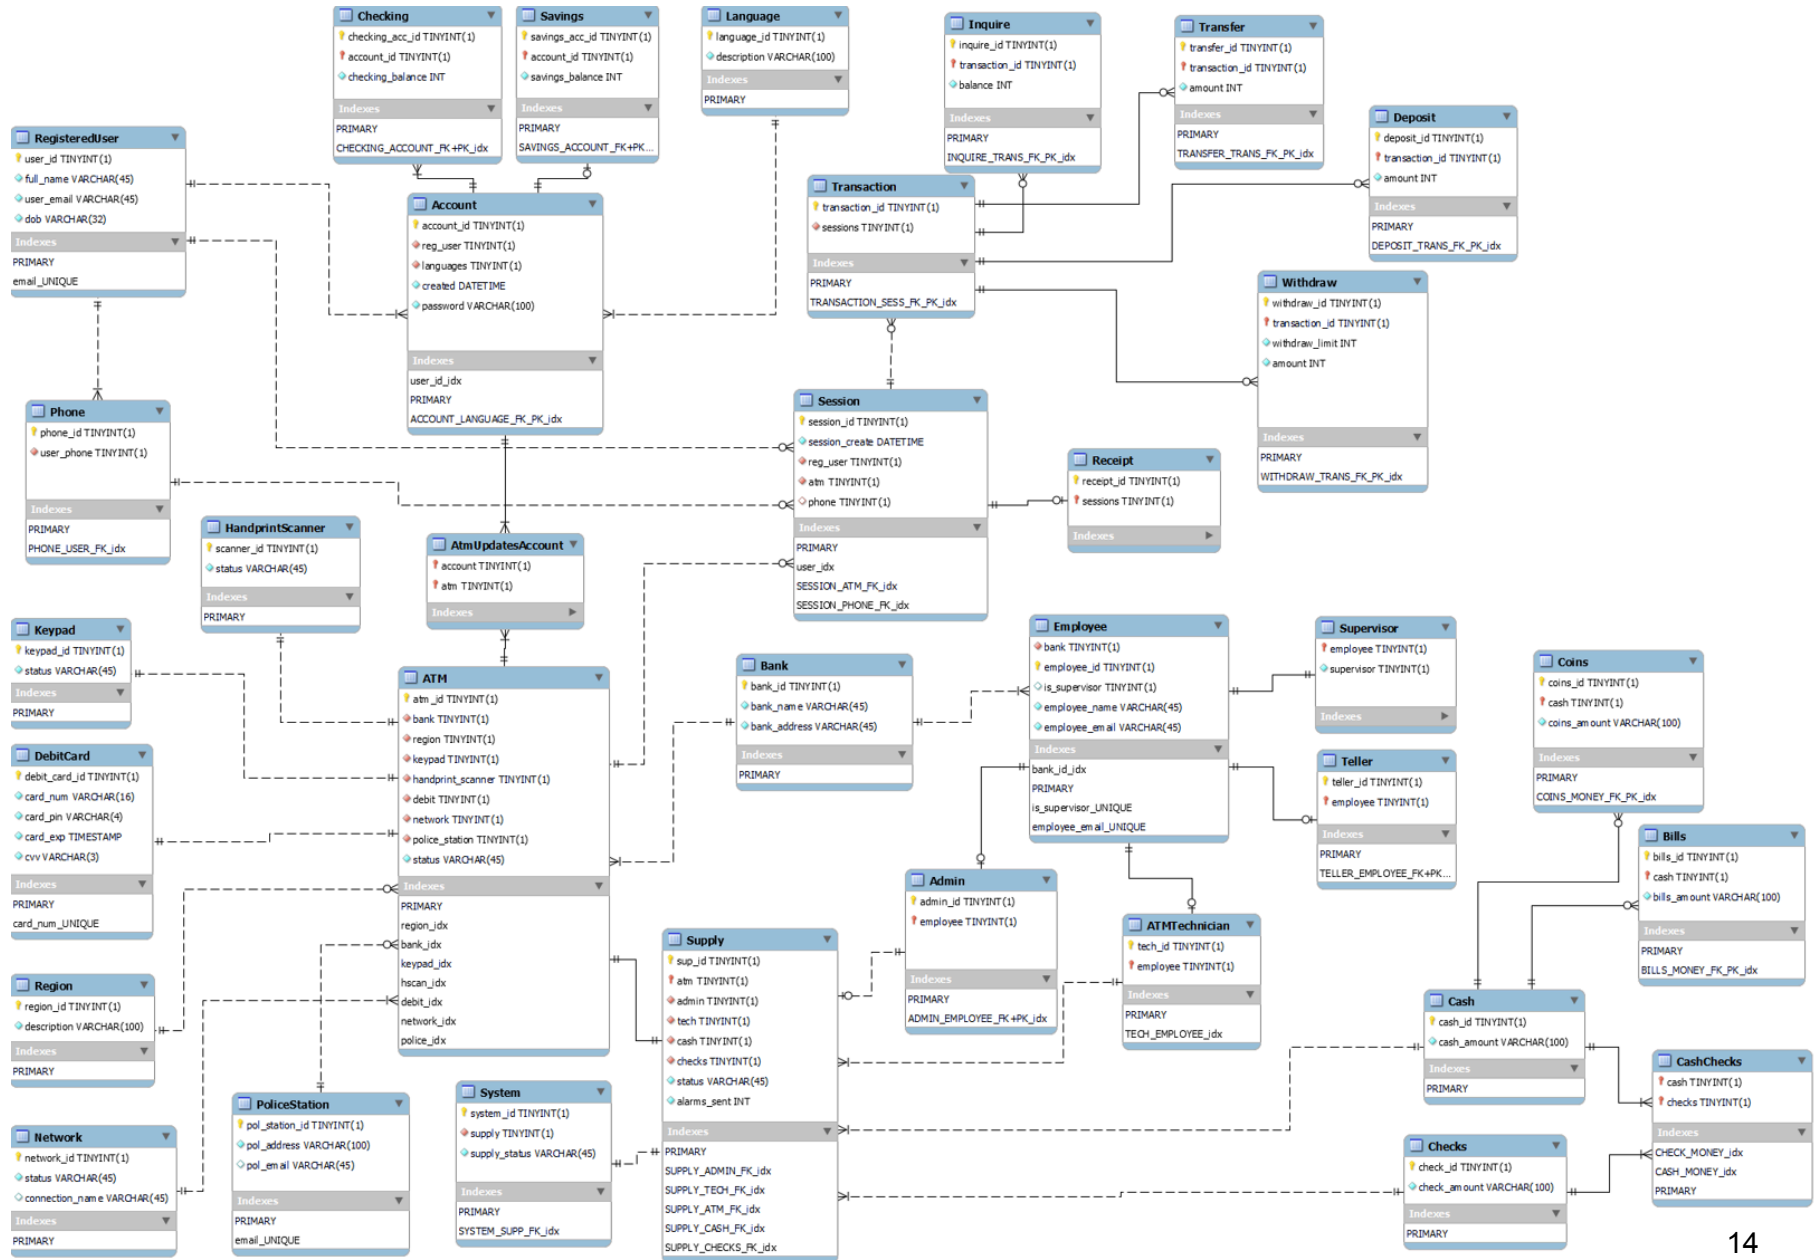 Checking
checking_acc_id TINYINT(1)
account_id TINYINT(1)
checking_balance INT
Indexes
PRIMARY
CHECKING_ACCOUNT_FK+PK_idx
Savings
savings_acc_id TINYINT(1)
account_id TINYINT(1)
savings_balance INT
Indexes
PRIMARY
SAVINGS_ACCOUNT_FK+PK...
Language
language_id TINYINT(1)
description VARCHAR(100)
Indexes
PRIMARY
Inquire
inquire_id TINYINT(1)
transaction_id TINYINT(1)
balance INT
Indexes
PRIMARY
INQUIRE_TRANS_FK_PK_idx
Transfer
transfer_id TINYINT(1)
transaction_id TINYINT(1)
amount INT
Indexes
PRIMARY
TRANSFER_TRANS_FK_PK_idx
Deposit
deposit_id TINYINT(1)
transaction_id TINYINT(1)
amount INT
Indexes
PRIMARY
DEPOSIT_TRANS_FK_PK_idx
RegisteredUser
user_id TINYINT(1)
full_name VARCHAR(45)
user_email VARCHAR(45)
dob VARCHAR(32)
Indexes
PRIMARY
email_UNIQUE
Account
account_id TINYINT(1)
reg_user TINYINT(1)
languages TINYINT(1)
created DATETIME
password VARCHAR(100)
Indexes
user_id_idx
PRIMARY
ACCOUNT_LANGUAGE_FK_PK_idx
Transaction
transaction_id TINYINT(1)
sessions TINYINT(1)
Indexes
PRIMARY
TRANSACTION_SESS_FK_PK_idx
Withdraw
withdraw_id TINYINT(1)
transaction_id TINYINT(1)
withdraw_limit INT
amount INT
Indexes
PRIMARY
WITHDRAW_TRANS_FK_PK_idx
Phone
phone_id TINYINT(1)
user_phone TINYINT(1)
Indexes
PRIMARY
PHONE_USER_FK_idx
Session
session_id TINYINT(1)
session_create DATETIME
reg_user TINYINT(1)
atm TINYINT(1)
phone TINYINT(1)
Indexes
PRIMARY
user_idx
SESSION_ATM_FK_idx
SESSION_PHONE_FK_idx
Receipt
receipt_id TINYINT(1)
sessions TINYINT(1)
Indexes
HandprintScanner
scanner_id TINYINT(1)
status VARCHAR(45)
Indexes
PRIMARY
AtmUpdatesAccount
account TINYINT(1)
atm TINYINT(1)
Indexes
Keypad
keypad_id TINYINT(1)
status VARCHAR(45)
Indexes
PRIMARY
ATM
atm_id TINYINT(1)
bank TINYINT(1)
region TINYINT(1)
keypad TINYINT(1)
handprint_scanner TINYINT(1)
debit TINYINT(1)
network TINYINT(1)
police_station TINYINT(1)
status VARCHAR(45)
Indexes
PRIMARY
region_idx
bank_idx
keypad_idx
hscan_idx
debit_idx
network_idx
police_idx
Bank
bank_id TINYINT(1)
bank_name VARCHAR(45)
bank_address VARCHAR(45)
Indexes
PRIMARY
Employee
bank TINYINT(1)
employee_id TINYINT(1)
is_supervisor TINYINT(1)
employee_name VARCHAR(45)
employee_email VARCHAR(45)
Indexes
bank_id_idx
PRIMARY
is_supervisor_UNIQUE
employee_email_UNIQUE
Supervisor
employee TINYINT(1)
supervisor TINYINT(1)
Indexes
Coins
coins_id TINYINT(1)
cash TINYINT(1)
coins_amount VARCHAR(100)
Indexes
PRIMARY
COINS_MONEY_FK_PK_idx
DebitCard
debit_card_id TINYINT(1)
card_num VARCHAR(16)
card_pin VARCHAR(4)
card_exp TIMESTAMP
cvv VARCHAR(3)
Indexes
PRIMARY
card_num_UNIQUE
Teller
teller_id TINYINT(1)
employee TINYINT(1)
Indexes
PRIMARY
TELLER_EMPLOYEE_FK+PK...
Bills
bills_id TINYINT(1)
cash TINYINT(1)
bills_amount VARCHAR(100)
Indexes
PRIMARY
BILLS_MONEY_FK_PK_idx
Admin
admin_id TINYINT(1)
employee TINYINT(1)
Indexes
PRIMARY
ADMIN_EMPLOYEE_FK+PK_idx
ATMTechnician
tech_id TINYINT(1)
employee TINYINT(1)
Indexes
PRIMARY
TECH_EMPLOYEE_idx
Supply
sup_id TINYINT(1)
atm TINYINT(1)
admin TINYINT(1)
tech TINYINT(1)
cash TINYINT(1)
checks TINYINT(1)
status VARCHAR(45)
alarms_sent INT
Indexes
PRIMARY
SUPPLY_ADMIN_FK_idx
SUPPLY_TECH_FK_idx
SUPPLY_ATM_FK_idx
SUPPLY_CASH_FK_idx
SUPPLY_CHECKS_FK_idx
Region
region_id TINYINT(1)
description VARCHAR(100)
Indexes
PRIMARY
Cash
cash_id TINYINT(1)
cash_amount VARCHAR(100)
Indexes
PRIMARY
CashChecks
cash TINYINT(1)
checks TINYINT(1)
Indexes
CHECK_MONEY_idx
CASH_MONEY_idx
PRIMARY
PoliceStation
pol_station_id TINYINT(1)
pol_address VARCHAR(100)
pol_email VARCHAR(45)
Indexes
PRIMARY
email_UNIQUE
System
system_id TINYINT(1)
supply TINYINT(1)
supply_status VARCHAR(45)
Indexes
PRIMARY
SYSTEM_SUPP_FK_idx
Network
network_id TINYINT(1)
status VARCHAR(45)
connection_name VARCHAR(45)
Indexes
PRIMARY
Checks
check_id TINYINT(1)
check_amount VARCHAR(100)
Indexes
PRIMARY
14